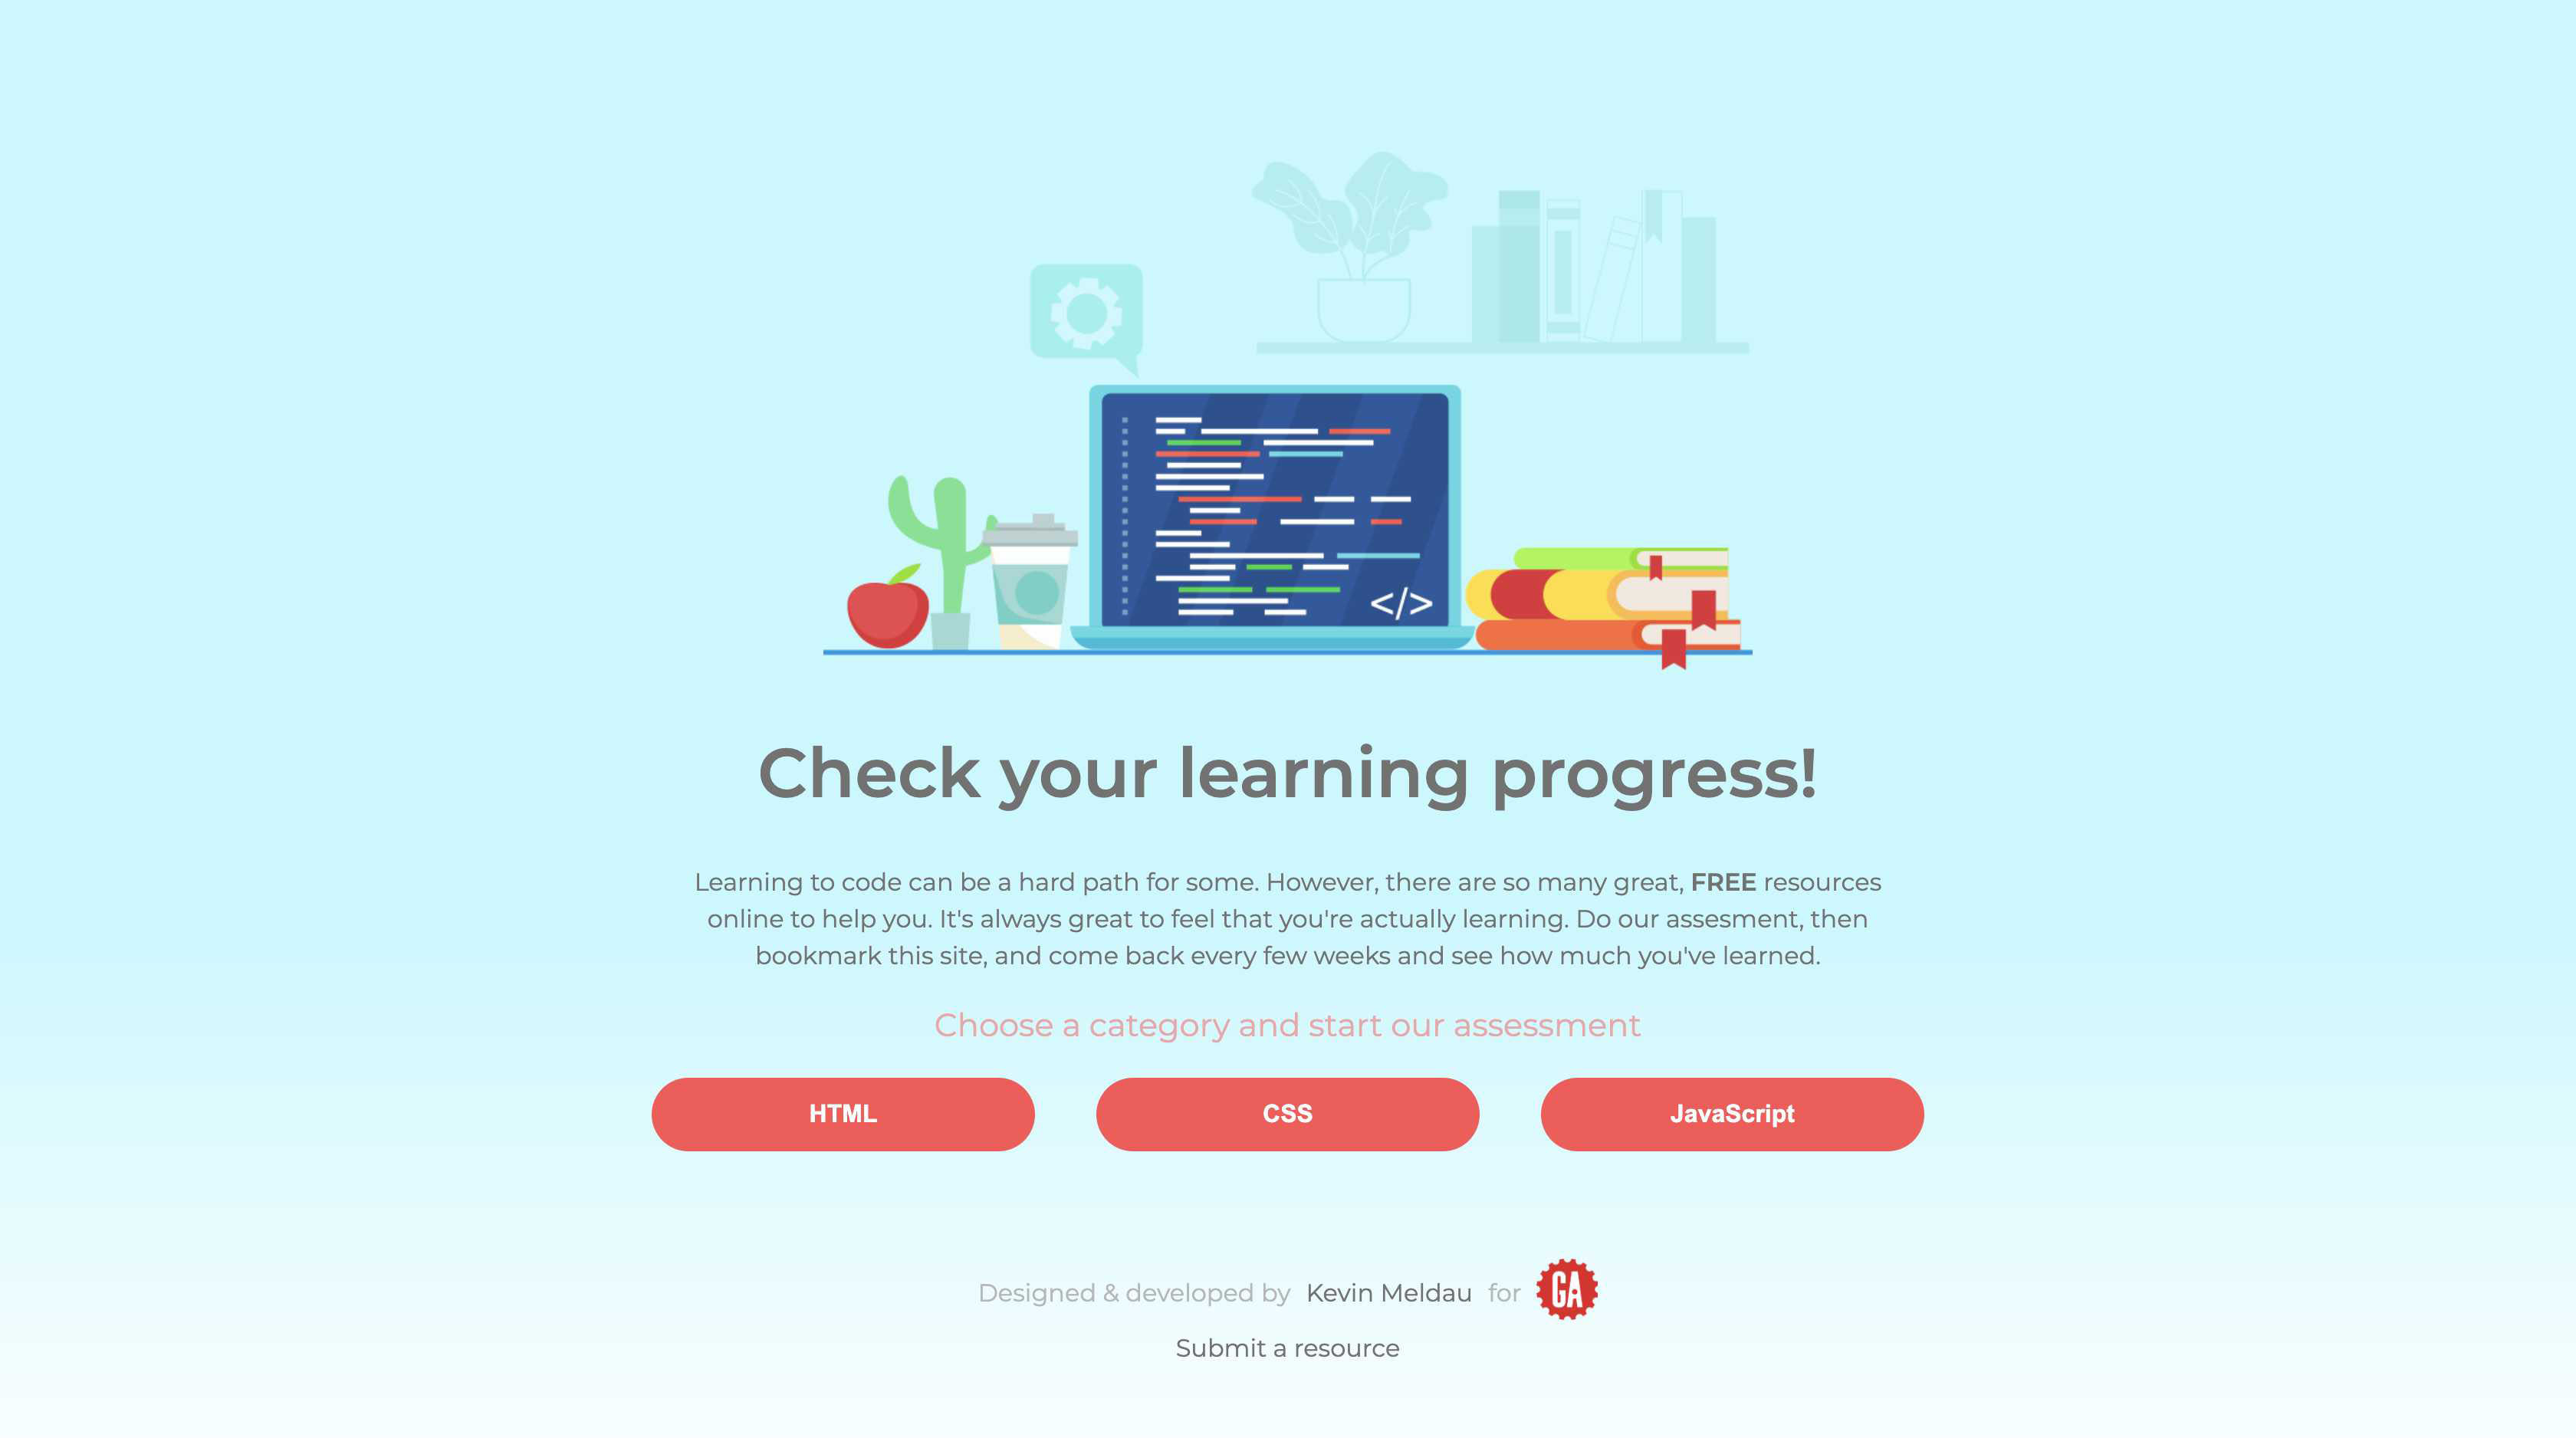 </>
Check your learning progress!
Learning to code can be a hard path for some. However, there are so many great, FREE resources
online to help you. It's always great to feel that you're actually learning. Do our assesment, then
bookmark this site, and come back every few weeks and see how much you've learned.
Choose a category and start our assessment
HTML CSS JavaScript
Designed & developed by Kevin Meldau for GA
Submit a resource